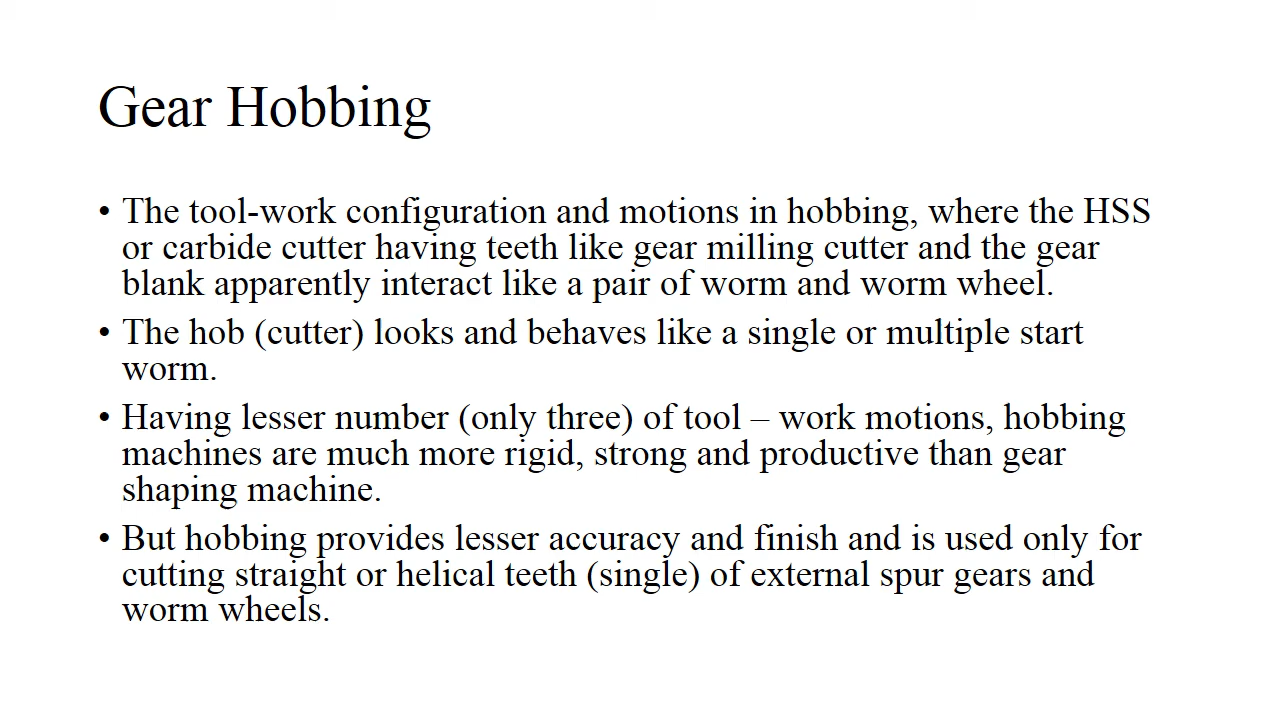 Gear Hobbing
• The tool-work configuration and motions in hobbing, where the HSS
or carbide cutter having teeth like gear milling cutter and the gear
blank apparently interact like a pair of worm and worm wheel.
• The hob (cutter) looks and behaves like a single or multiple start
worm.
• Having lesser number (only three) of tool – work motions, hobbing
machines are much more rigid, strong and productive than gear
shaping machine.
• But hobbing provides lesser accuracy and finish and is used only for
cutting straight or helical teeth (single) of external spur gears and
worm wheels.